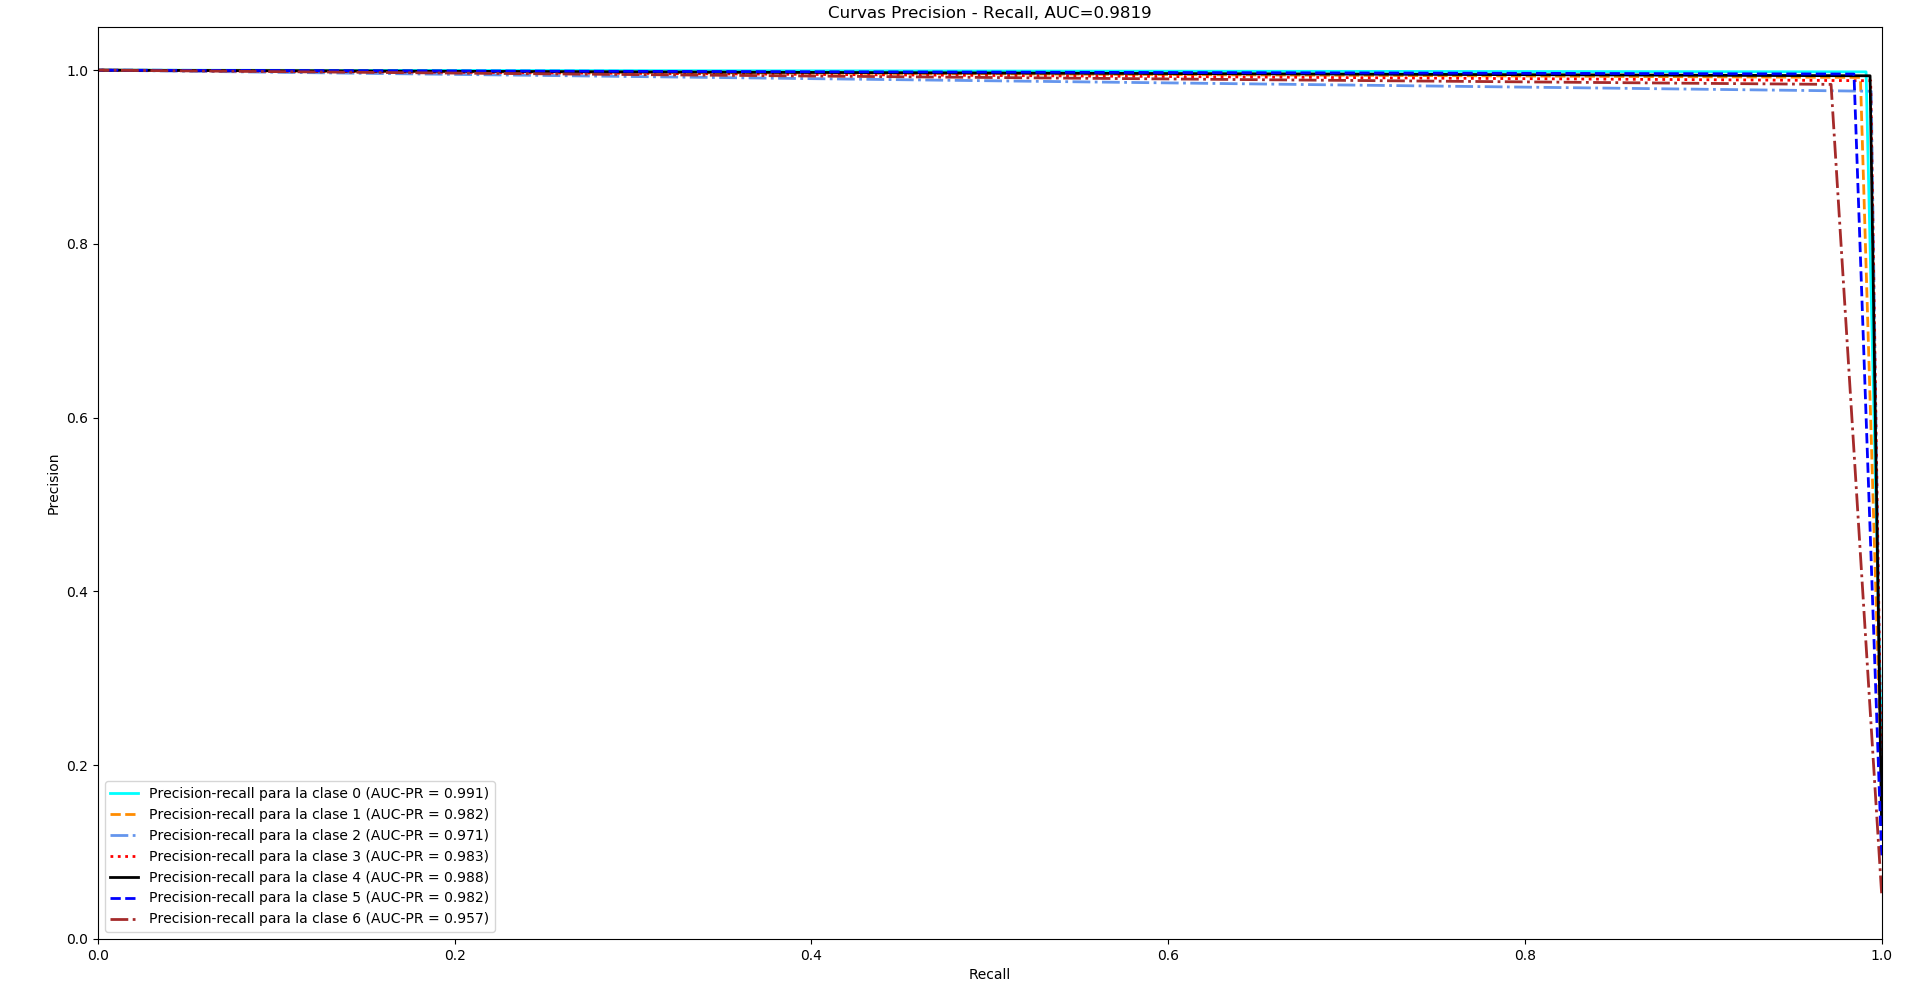 Curvas Precision - Recall, AUC=0.9819
1.0
0.8
0.6
0.4
0.2
0.0
Precision
Precision-recall para la clase 0 (AUC-PR = 0.991)
Precision-recall para la clase 1 (AUC-PR = 0.982)
Precision-recall para la clase 2 (AUC-PR = 0.971)
Precision-recall para la clase 3 (AUC-PR = 0.983)
Precision-recall para la clase 4 (AUC-PR = 0.988)
Precision-recall para la clase 5 (AUC-PR = 0.982)
Precision-recall para la clase 6 (AUC-PR = 0.957)
0.0 0.2 0.4 0.6 0.8 1.0
Recall